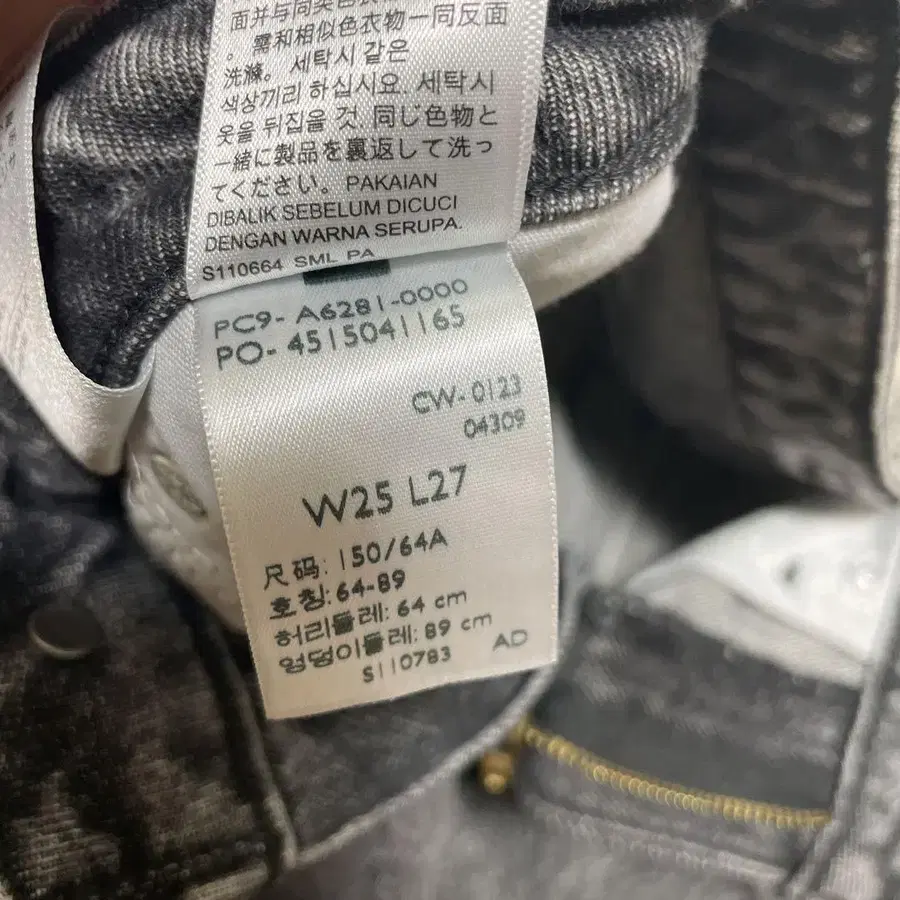 面并与同类色衣物一同反面
。需和相似色衣物一同反面
洗滌。세탁시 같은
색상끼리 하십시요. 세탁시
옷을 뒤집을 것. 同じ色物と
一緒に製品を裏返して洗っ
てください。PAKAIAN
DIBALIK SEBELUM DICUCI
DENGAN WARNA SERUPA.
S110664 SML PA
PC9- A6281-0000
PO- 4515041165
CW- 0123
04309
W25 L27
尺码: 150/64A
호칭: 64-89
허리둘레: 64 cm
엉덩이둘레: 89 cm
S110783 AD